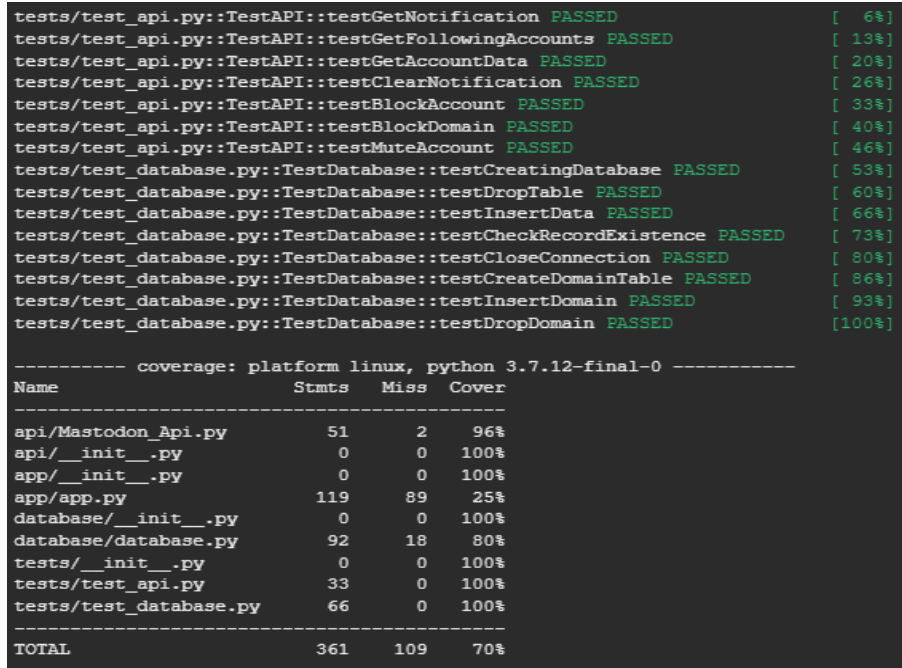 tests/test_api.py::TestAPI::testGetNotification PASSED [ 6%]
tests/test_api.py::TestAPI::testGetFollowingAccounts PASSED [ 13%]
tests/test_api.py::TestAPI::testGetAccountData PASSED [ 20%]
tests/test_api.py::TestAPI::testClearNotification PASSED [ 26%]
tests/test_api.py::TestAPI::testBlockAccount PASSED [ 33%]
tests/test_api.py::TestAPI::testBlockDomain PASSED [ 40%]
tests/test_api.py::TestAPI::testMuteAccount PASSED [ 46%]
tests/test_database.py::TestDatabase::testCreatingDatabase PASSED [ 53%]
tests/test_database.py::TestDatabase::testDropTable PASSED [ 60%]
tests/test_database.py::TestDatabase::testInsertData PASSED [ 66%]
tests/test_database.py::TestDatabase::testCheckRecordExistence PASSED [ 73%]
tests/test_database.py::TestDatabase::testCloseConnection PASSED [ 80%]
tests/test_database.py::TestDatabase::testCreateDomainTable PASSED [ 86%]
tests/test_database.py::TestDatabase::testInsertDomain PASSED [ 93%]
tests/test_database.py::TestDatabase::testDropDomain PASSED [100%]
---------- coverage: platform linux, python 3.7.12-final-0 -----------
Name Stmts Miss Cover
---------------------------------------------
api/Mastodon_Api.py 51 2 96%
api/__init__.py 0 0 100%
app/__init__.py 0 0 100%
app/app.py 119 89 25%
database/__init__.py 0 0 100%
database/database.py 92 18 80%
tests/__init__.py 0 0 100%
tests/test_api.py 33 0 100%
tests/test_database.py 66 0 100%
---------------------------------------------
TOTAL 361 109 70%